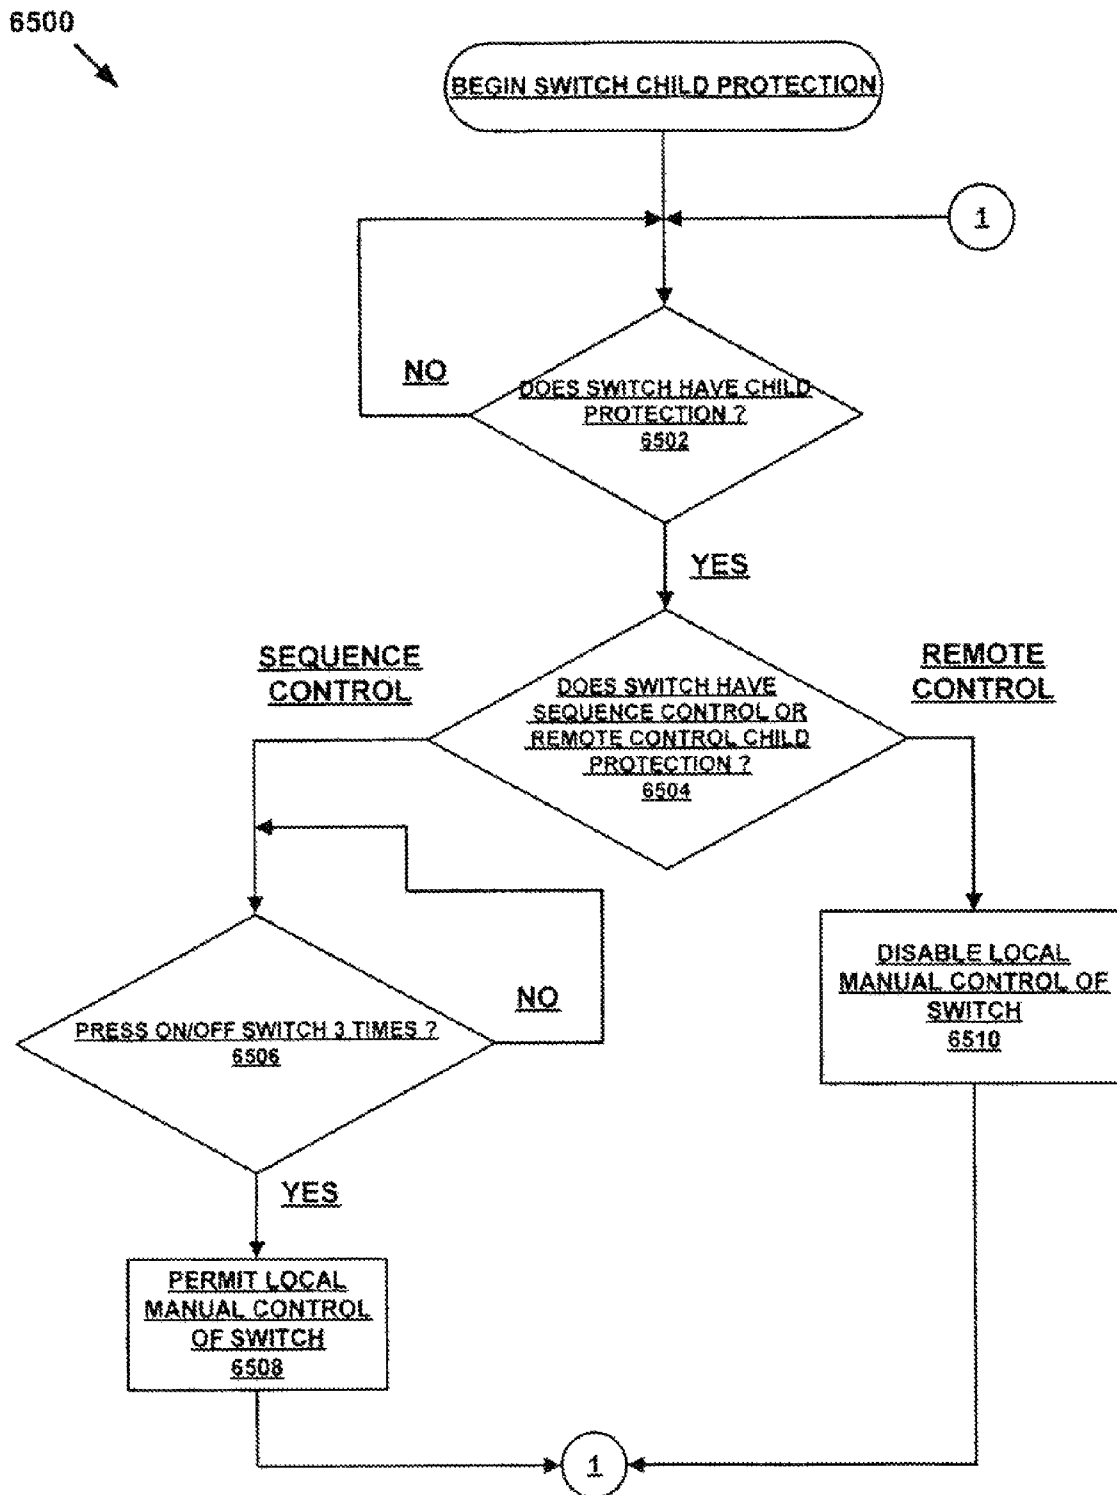 6500
BEGIN SWITCH CHILD PROTECTION
1
NO
DOES SWITCH HAVE CHILD
PROTECTION ?
6502
YES
SEQUENCE
CONTROL
REMOTE
CONTROL
DOES SWITCH HAVE
SEQUENCE CONTROL OR
REMOTE CONTROL CHILD
PROTECTION ?
6504
DISABLE LOCAL
MANUAL CONTROL OF
SWITCH
6510
NO
PRESS ON/OFF SWITCH 3 TIMES ?
6506
YES
PERMIT LOCAL
MANUAL CONTROL
OF SWITCH
6508
1